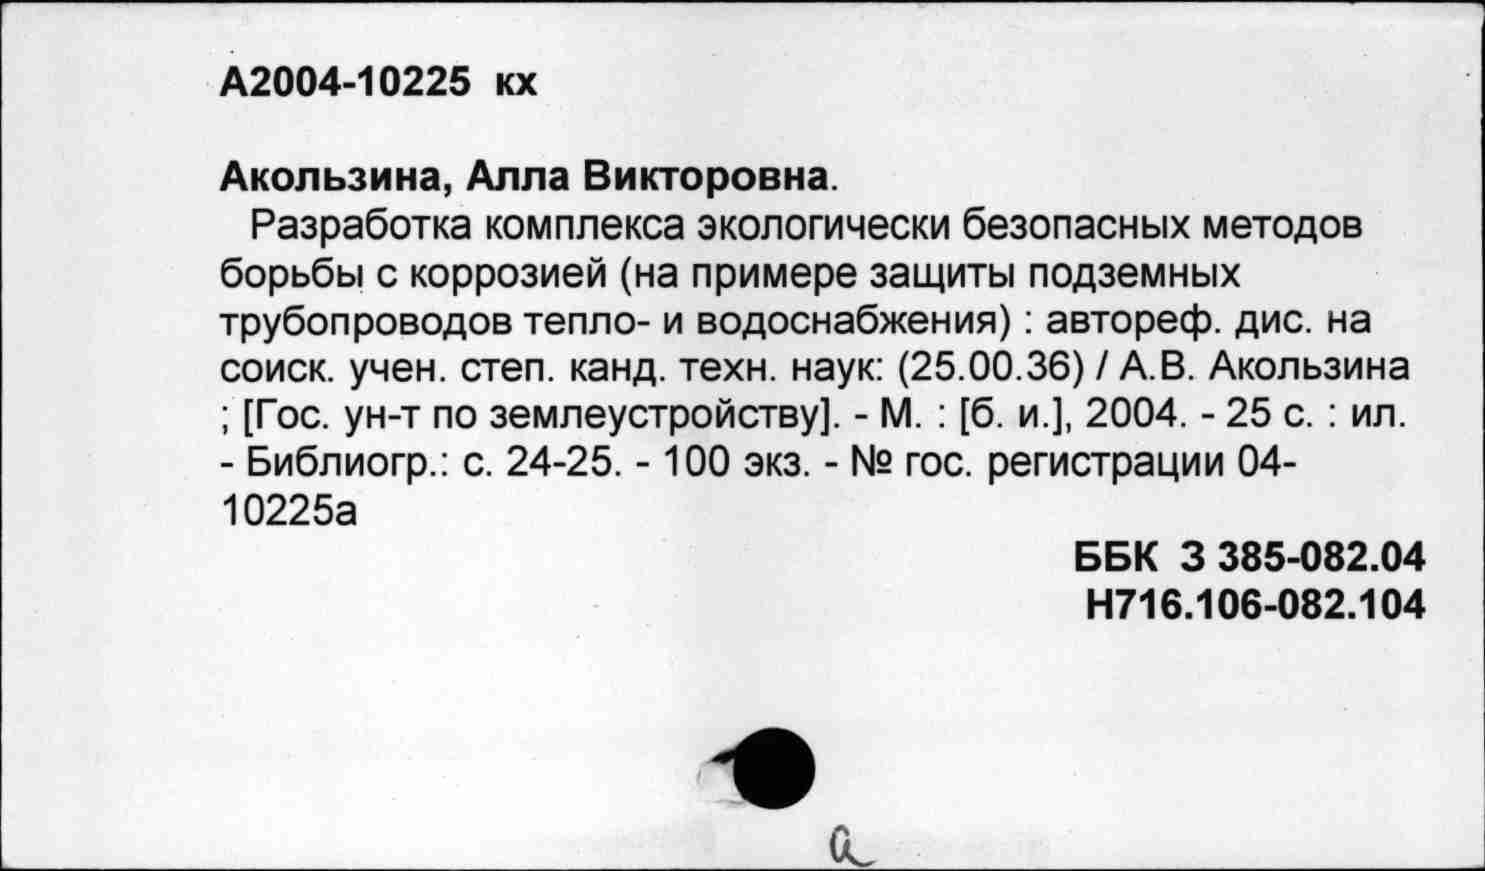 А2004-10225 кх
Акользина, Алла Викторовна.
Разработка комплекса экологически безопасных методов
борьбы с коррозией (на примере защиты подземных
трубопроводов тепло- и водоснабжения) : автореф. дис. на
соиск. учен. степ. канд. техн. наук: (25.00.36) / А.В. Акользина
; [Гос. ун-т по землеустройству]. - М. : [б. и.], 2004. - 25 с. : ил.
- Библиогр.: с. 24-25. - 100 экз. - № гос. регистрации 04-
10225а
ББК З 385-082.04
Н716.106-082.104
а